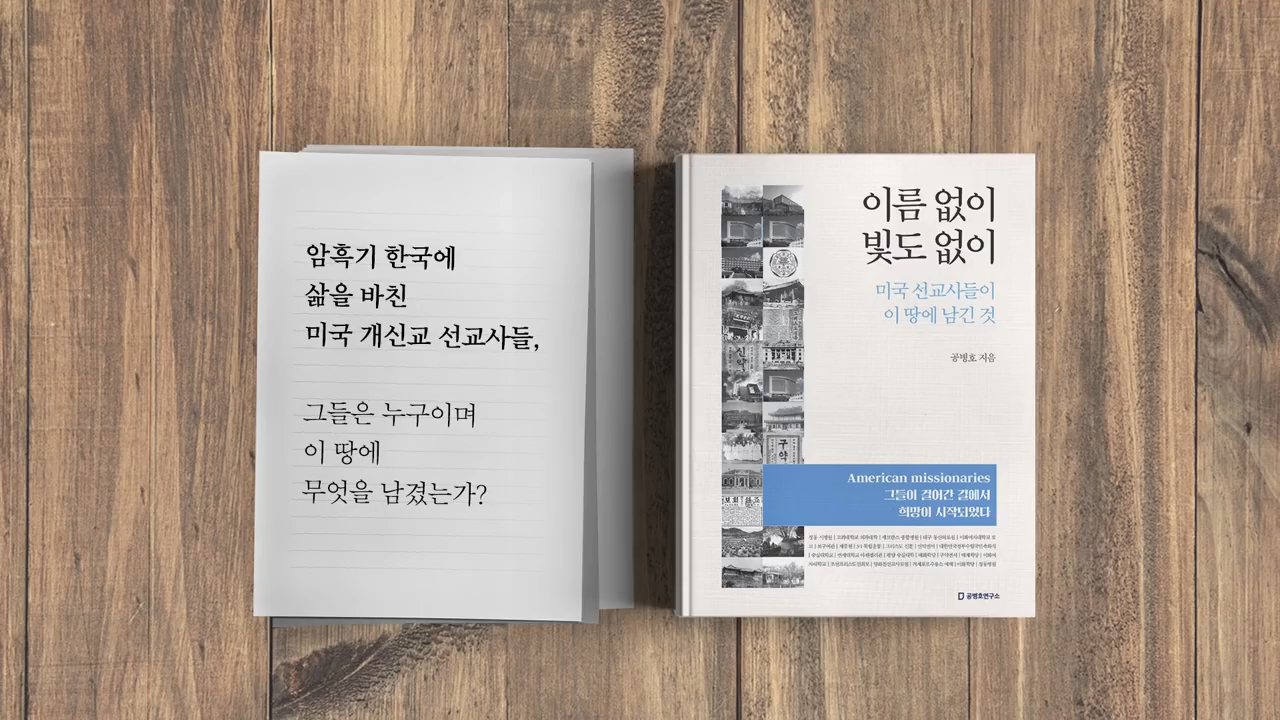 암흑기 한국에
삶을 바친
미국 개신교 선교사들,
그들은 누구이며
이 땅에
무엇을 남겼는가?
이름 없이
빛도 없이
미국 선교사들이
이 땅에 남긴 것
공병호 지음
신약
구약
American missionaries
그들이 걸어간 길에서
희망이 시작되었다
공병호연구소